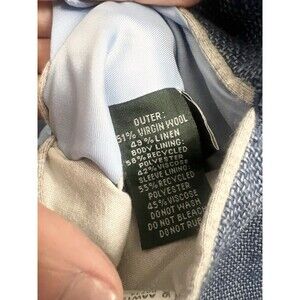 OUTER:
51% VIRGIN WOOL
49% LINEN
BODY LINING:
58% RECYCLED
POLYESTER
42% VISCOSE
SLEEVE LINING:
55% RECYCLED
POLYESTER
45% VISCOSE
DO NOT WASH
DO NOT BLEACH
DO NOT RUB